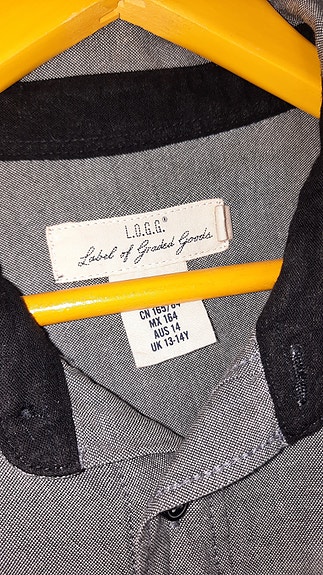 L.O.G.G.®
Label of Graded Goods
CN 165/84
MX 164
AUS 14
UK 13-14Y